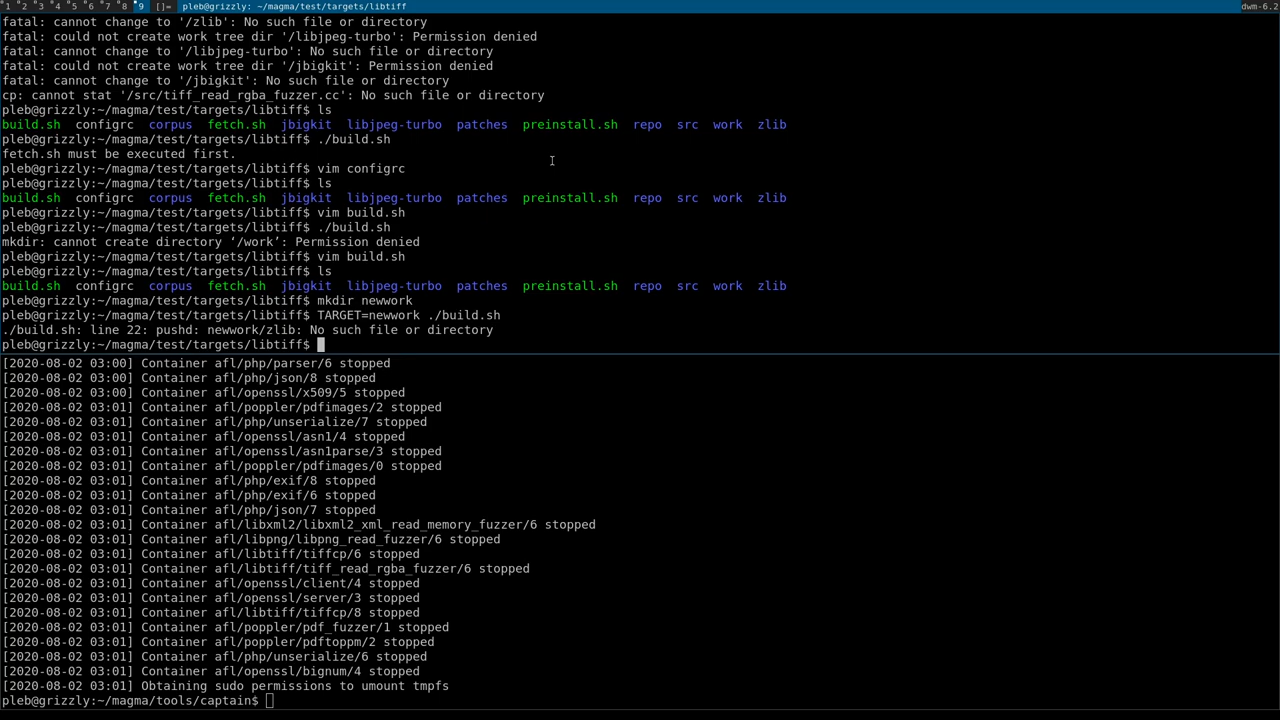 1 2 3 4 5 6 7 8 9 []= pleb@grizzly: ~/magma/test/targets/libtiff dwm-6.2
fatal: cannot change to '/zlib': No such file or directory
fatal: could not create work tree dir '/libjpeg-turbo': Permission denied
fatal: cannot change to '/libjpeg-turbo': No such file or directory
fatal: could not create work tree dir '/jbigkit': Permission denied
fatal: cannot change to '/jbigkit': No such file or directory
cp: cannot stat '/src/tiff_read_rgba_fuzzer.cc': No such file or directory
pleb@grizzly:~/magma/test/targets/libtiff$ ls
build.sh  configrc  corpus  fetch.sh  jbigkit  libjpeg-turbo  patches  preinstall.sh  repo  src  work  zlib
pleb@grizzly:~/magma/test/targets/libtiff$ ./build.sh
fetch.sh must be executed first.
pleb@grizzly:~/magma/test/targets/libtiff$ vim configrc
pleb@grizzly:~/magma/test/targets/libtiff$ ls
build.sh  configrc  corpus  fetch.sh  jbigkit  libjpeg-turbo  patches  preinstall.sh  repo  src  work  zlib
pleb@grizzly:~/magma/test/targets/libtiff$ vim build.sh
pleb@grizzly:~/magma/test/targets/libtiff$ ./build.sh
mkdir: cannot create directory ‘/work’: Permission denied
pleb@grizzly:~/magma/test/targets/libtiff$ vim build.sh
pleb@grizzly:~/magma/test/targets/libtiff$ ls
build.sh  configrc  corpus  fetch.sh  jbigkit  libjpeg-turbo  patches  preinstall.sh  repo  src  work  zlib
pleb@grizzly:~/magma/test/targets/libtiff$ mkdir newwork
pleb@grizzly:~/magma/test/targets/libtiff$ TARGET=newwork ./build.sh
./build.sh: line 22: pushd: newwork/zlib: No such file or directory
pleb@grizzly:~/magma/test/targets/libtiff$
[2020-08-02 03:00] Container afl/php/parser/6 stopped
[2020-08-02 03:00] Container afl/php/json/8 stopped
[2020-08-02 03:00] Container afl/openssl/x509/5 stopped
[2020-08-02 03:01] Container afl/poppler/pdfimages/2 stopped
[2020-08-02 03:01] Container afl/php/unserialize/7 stopped
[2020-08-02 03:01] Container afl/openssl/asn1/4 stopped
[2020-08-02 03:01] Container afl/openssl/asn1parse/3 stopped
[2020-08-02 03:01] Container afl/poppler/pdfimages/0 stopped
[2020-08-02 03:01] Container afl/php/exif/8 stopped
[2020-08-02 03:01] Container afl/php/exif/6 stopped
[2020-08-02 03:01] Container afl/php/json/7 stopped
[2020-08-02 03:01] Container afl/libxml2/libxml2_xml_read_memory_fuzzer/6 stopped
[2020-08-02 03:01] Container afl/libpng/libpng_read_fuzzer/6 stopped
[2020-08-02 03:01] Container afl/libtiff/tiffcp/6 stopped
[2020-08-02 03:01] Container afl/libtiff/tiff_read_rgba_fuzzer/6 stopped
[2020-08-02 03:01] Container afl/openssl/client/4 stopped
[2020-08-02 03:01] Container afl/openssl/server/3 stopped
[2020-08-02 03:01] Container afl/libtiff/tiffcp/8 stopped
[2020-08-02 03:01] Container afl/poppler/pdf_fuzzer/1 stopped
[2020-08-02 03:01] Container afl/poppler/pdftoppm/2 stopped
[2020-08-02 03:01] Container afl/php/unserialize/6 stopped
[2020-08-02 03:01] Container afl/openssl/bignum/4 stopped
[2020-08-02 03:01] Obtaining sudo permissions to umount tmpfs
pleb@grizzly:~/magma/tools/captain$